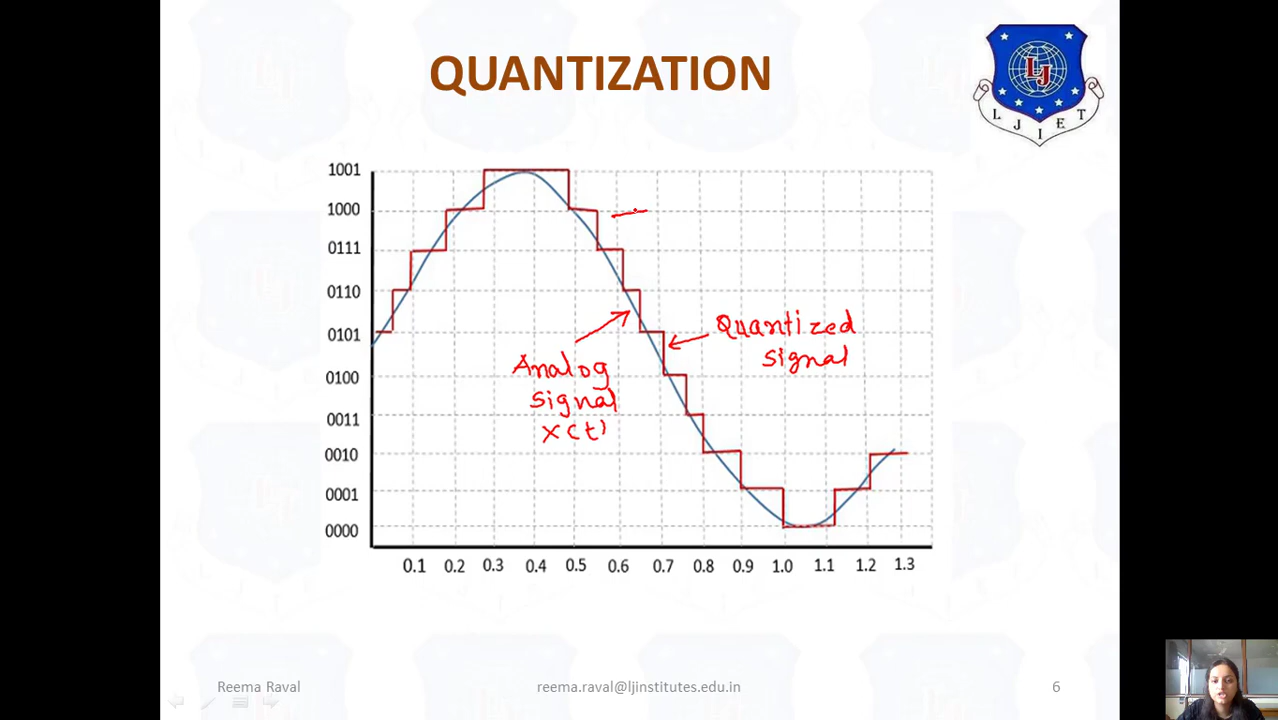 QUANTIZATION
LJ
L J I E T
1001
1000
0111
0110
0101
0100
0011
0010
0001
0000
Quantized
Signal
Analog
Signal
x(t)
0.1 0.2 0.3 0.4 0.5 0.6 0.7 0.8 0.9 1.0 1.1 1.2 1.3
Reema Raval reema.raval@ljinstitutes.edu.in 6